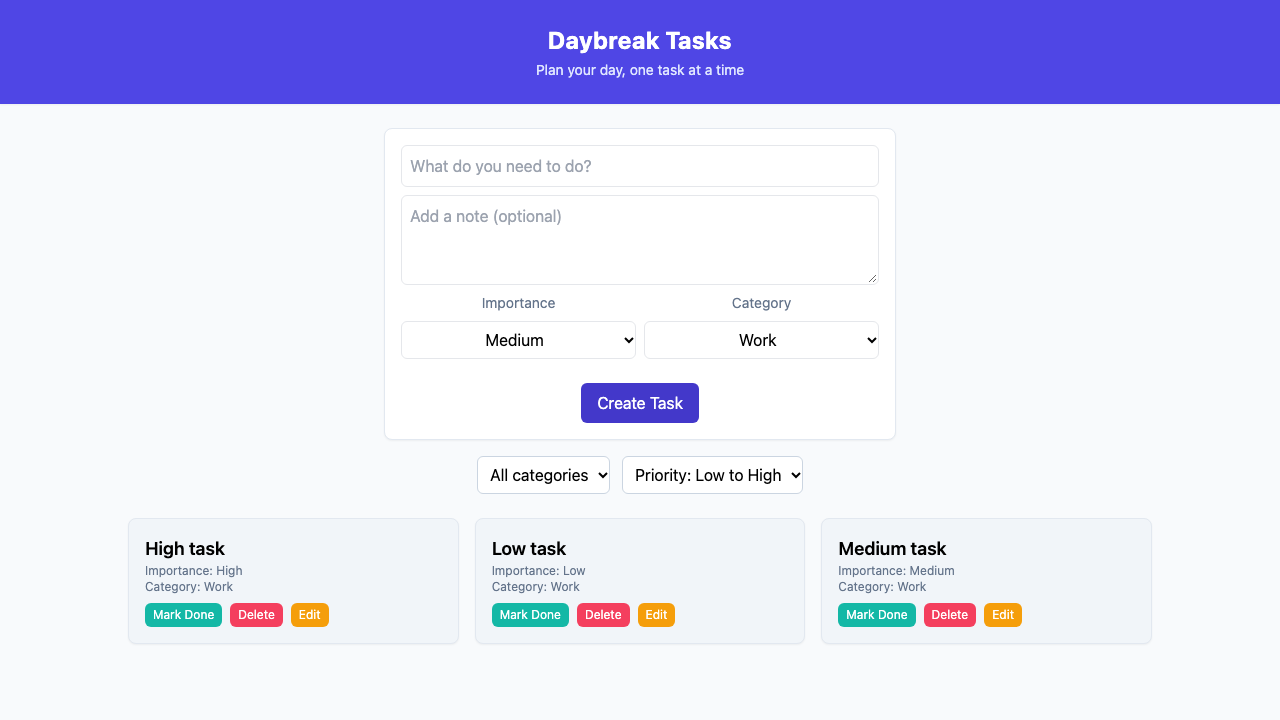 Daybreak Tasks
Plan your day, one task at a time
What do you need to do?
Add a note (optional)
Importance
Category
Medium
Work
Create Task
All categories
Priority: Low to High
High task
Importance: High
Category: Work
Mark Done
Delete
Edit
Low task
Importance: Low
Category: Work
Mark Done
Delete
Edit
Medium task
Importance: Medium
Category: Work
Mark Done
Delete
Edit